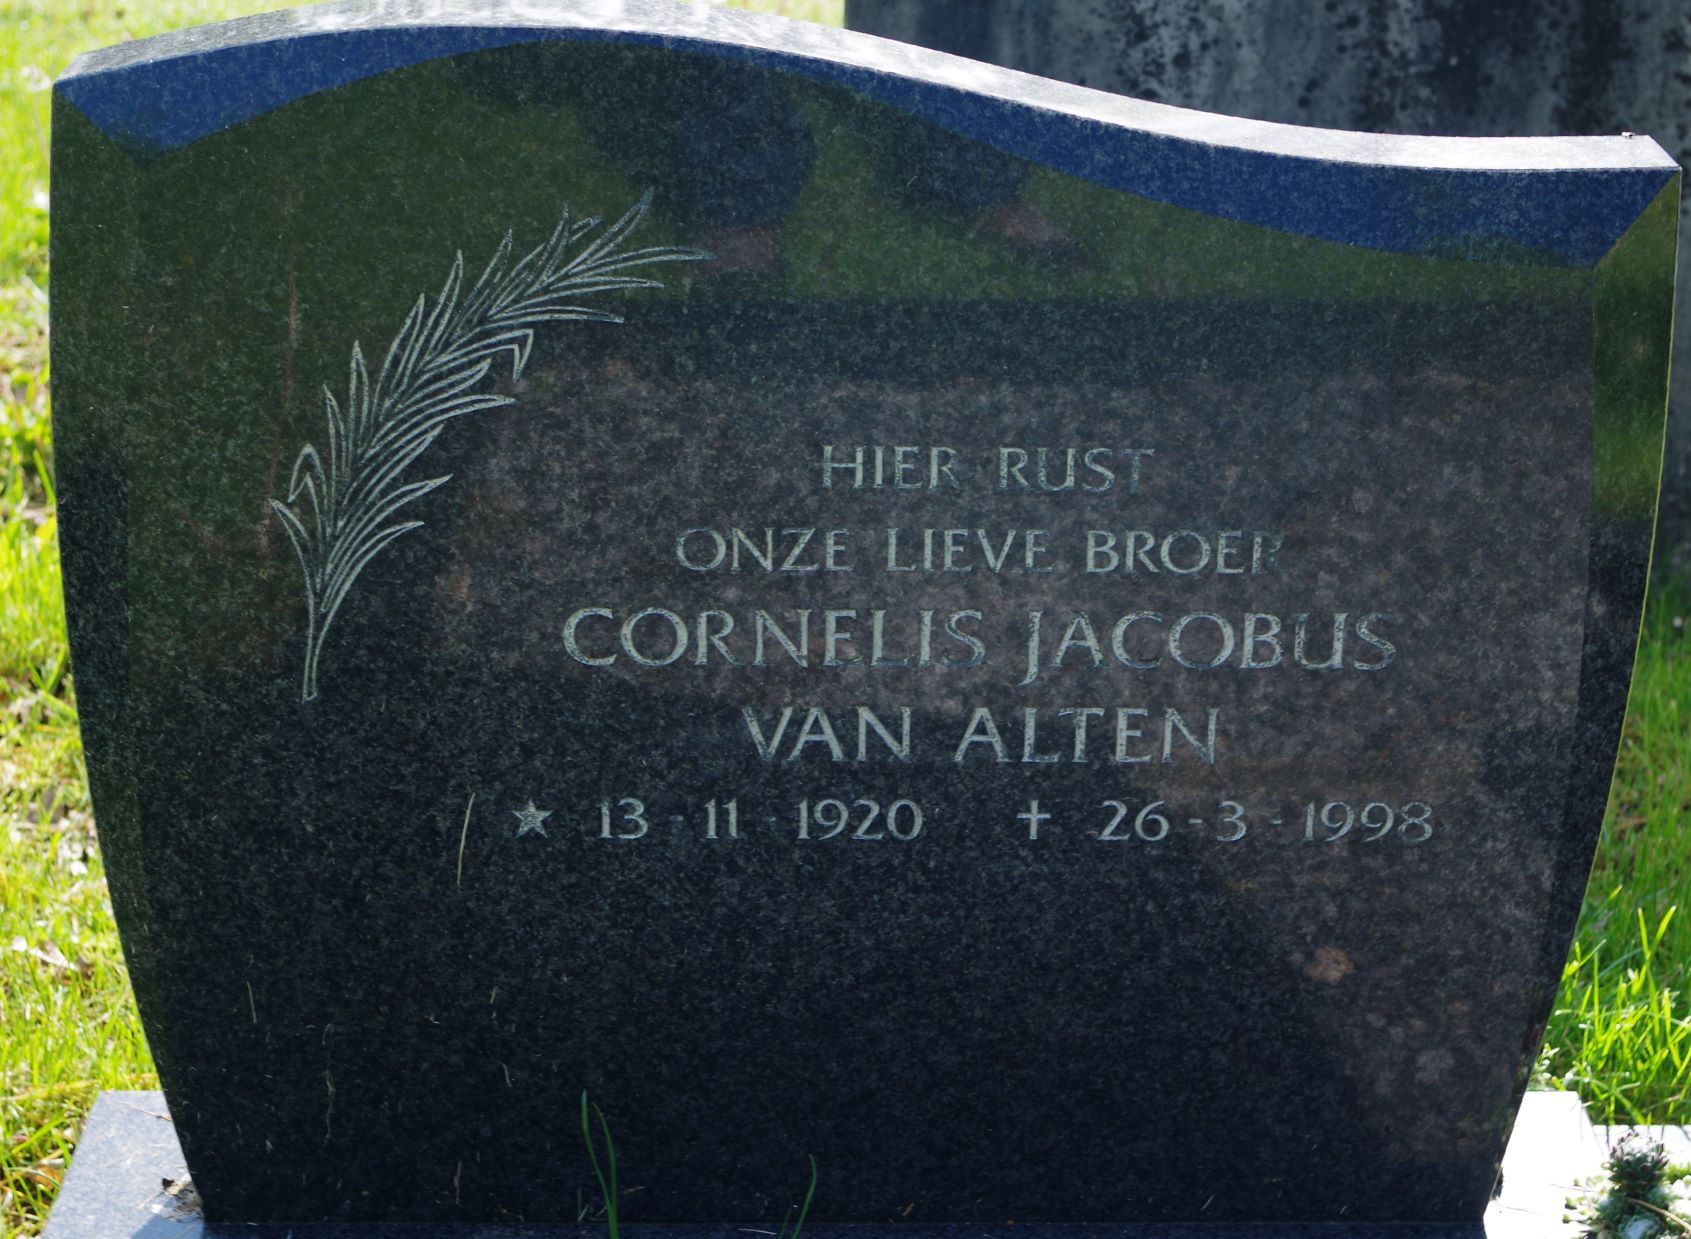 HIER RUST
ONZE LIEVE BROER
CORNELIS JACOBUS
VAN ALTEN
★ 13 - 11 - 1920 ✝ 26 - 3 - 1998